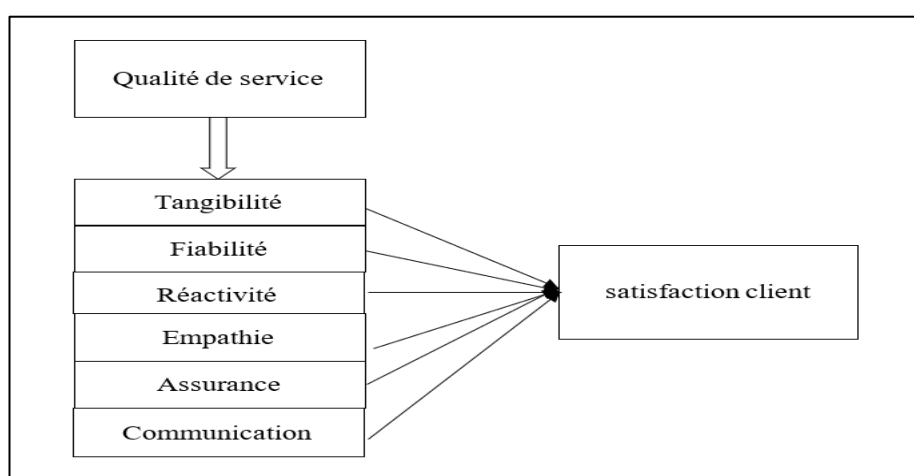 Qualité de service
Tangibilité
Fiabilité
Réactivité
satisfaction client
Empathie
Assurance
Communication